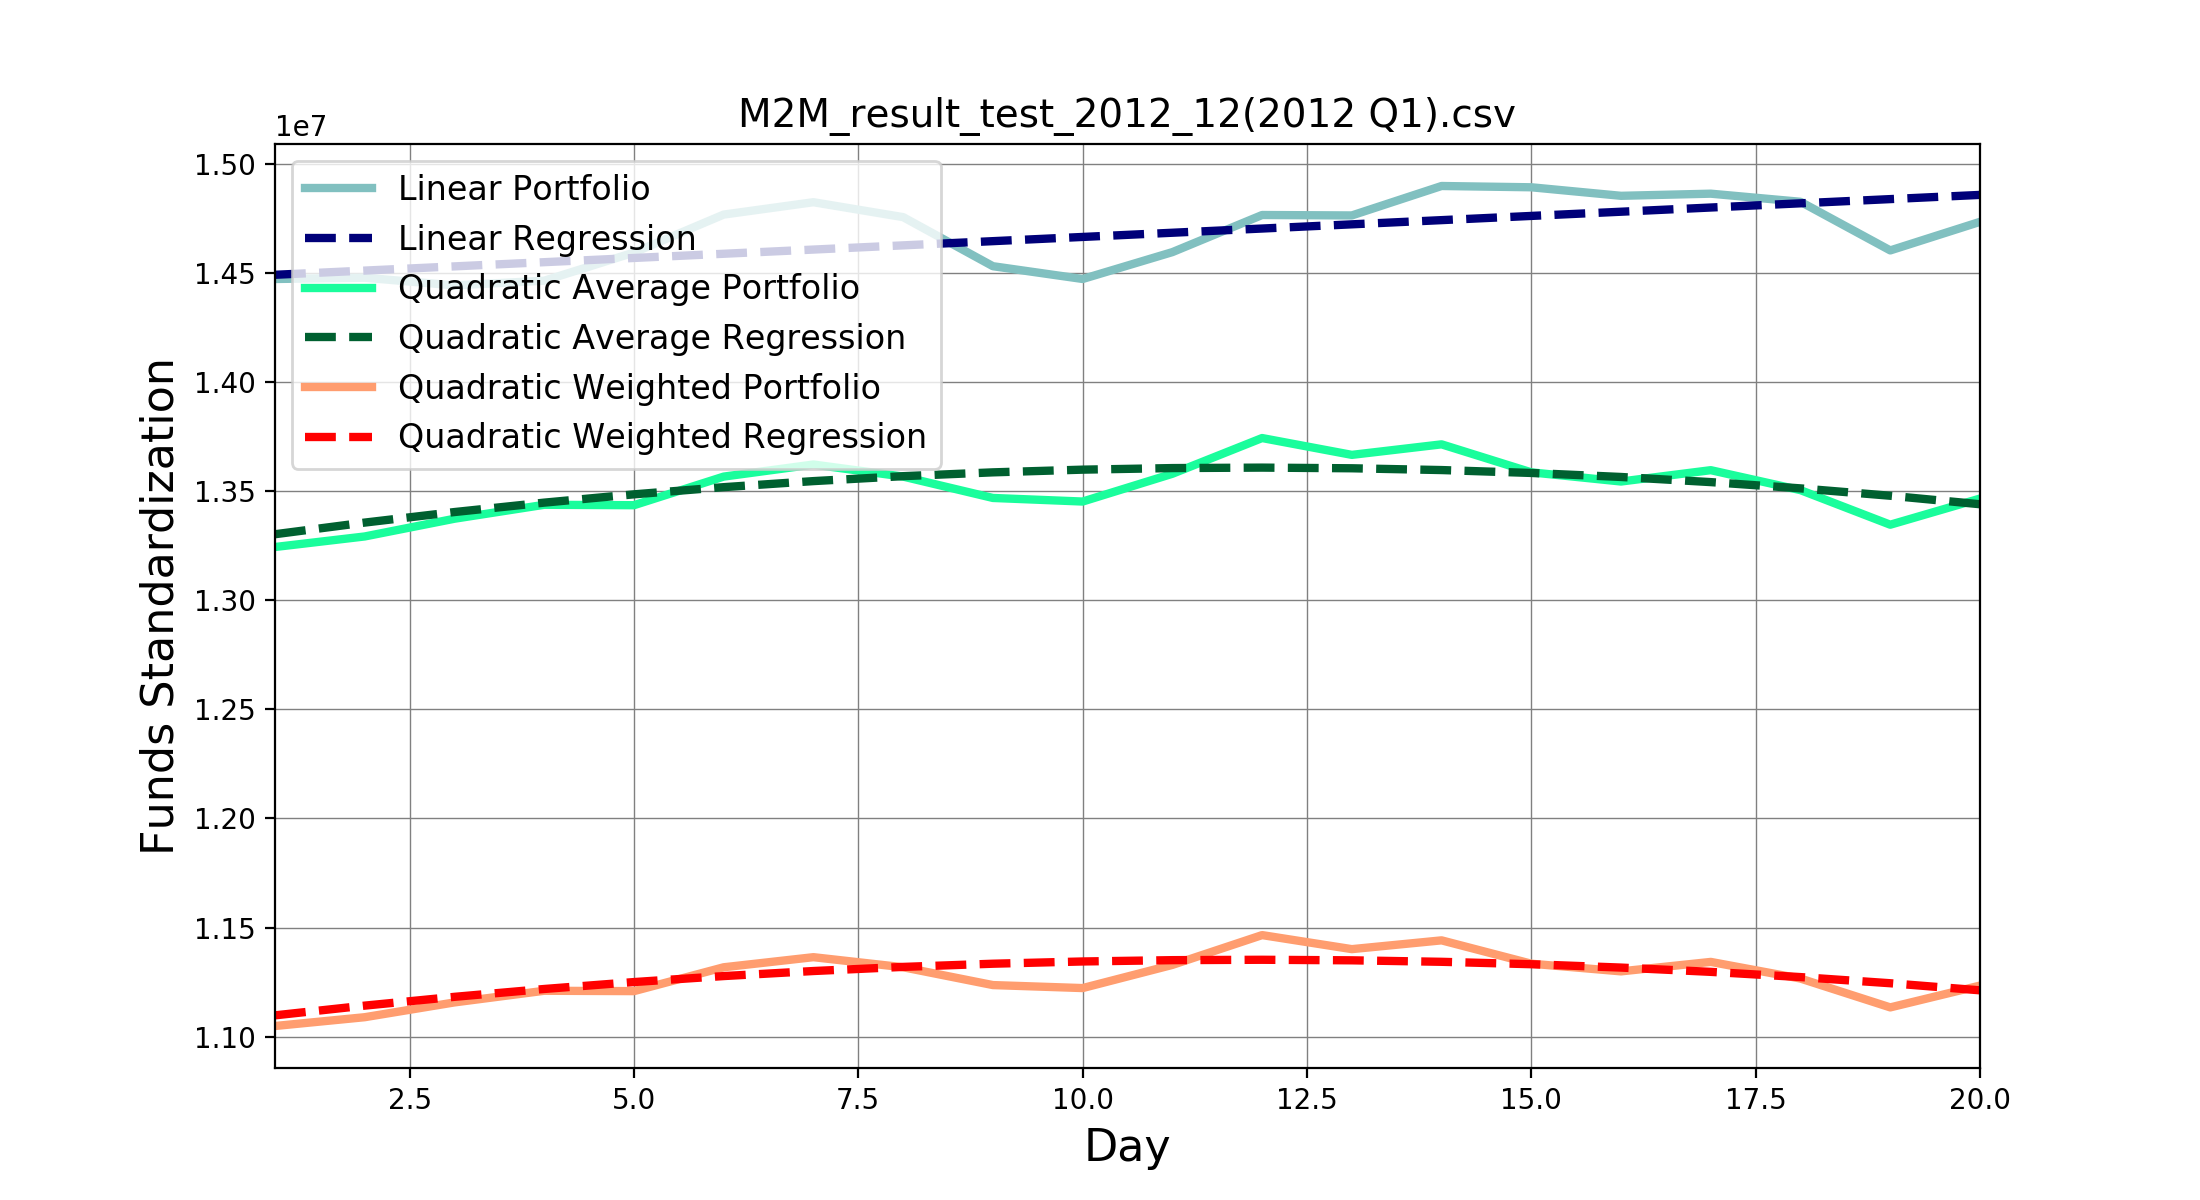 M2M_result_test_2012_12(2012 Q1).csv
1e7
1.50
1.45
1.40
1.35
1.30
1.25
1.20
1.15
1.10
Funds Standardization
Linear Portfolio
Linear Regression
Quadratic Average Portfolio
Quadratic Average Regression
Quadratic Weighted Portfolio
Quadratic Weighted Regression
2.5 5.0 7.5 10.0 12.5 15.0 17.5 20.0
Day